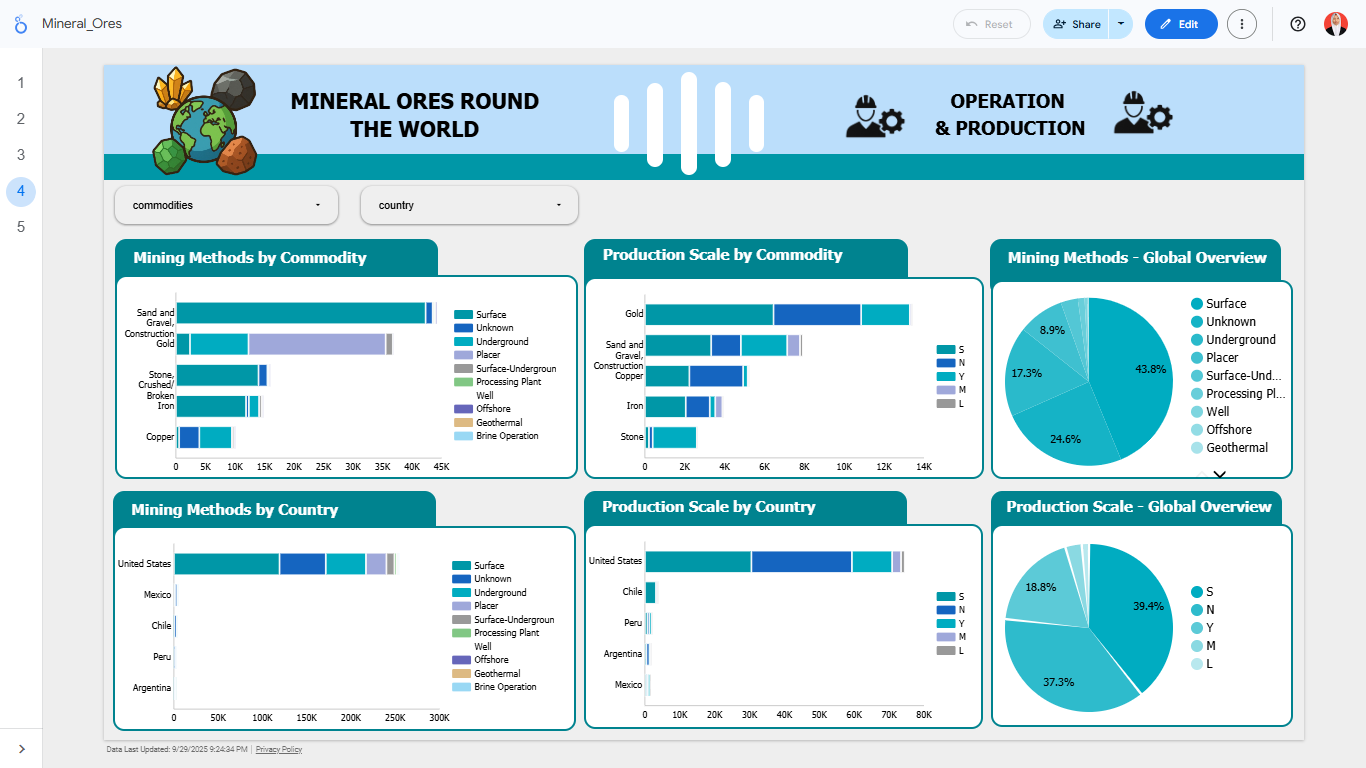 Mineral_Ores
Reset
Share
Edit
1
2
3
4
5
MINERAL ORES ROUND
THE WORLD
OPERATION
& PRODUCTION
commodities
country
Mining Methods by Commodity
Sand and
Gravel,
Construction
Gold
Stone,
Crushed/
Broken
Iron
Copper
0 5K 10K 15K 20K 25K 30K 35K 40K 45K
Surface
Unknown
Underground
Placer
Surface-Undergroun
Processing Plant
Well
Offshore
Geothermal
Brine Operation
Production Scale by Commodity
Gold
Sand and
Gravel,
Construction
Copper
Iron
Stone
0 2K 4K 6K 8K 10K 12K 14K
S
N
Y
M
L
Mining Methods - Global Overview
8.9%
17.3%
43.8%
24.6%
Surface
Unknown
Underground
Placer
Surface-Und...
Processing Pl...
Well
Offshore
Geothermal
Mining Methods by Country
United States
Mexico
Chile
Peru
Argentina
0 50K 100K 150K 200K 250K 300K
Surface
Unknown
Underground
Placer
Surface-Undergroun
Processing Plant
Well
Offshore
Geothermal
Brine Operation
Production Scale by Country
United States
Chile
Peru
Argentina
Mexico
0 10K 20K 30K 40K 50K 60K 70K 80K
S
N
Y
M
L
Production Scale - Global Overview
18.8%
39.4%
37.3%
S
N
Y
M
L
Data Last Updated: 9/29/2025 9:24:34 PM | Privacy Policy